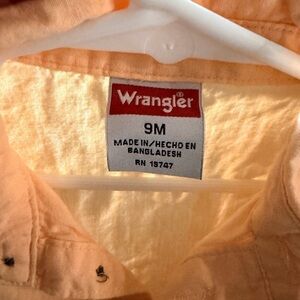 Wrangler®
9M
MADE IN/HECHO EN
BANGLADESH
RN 15747